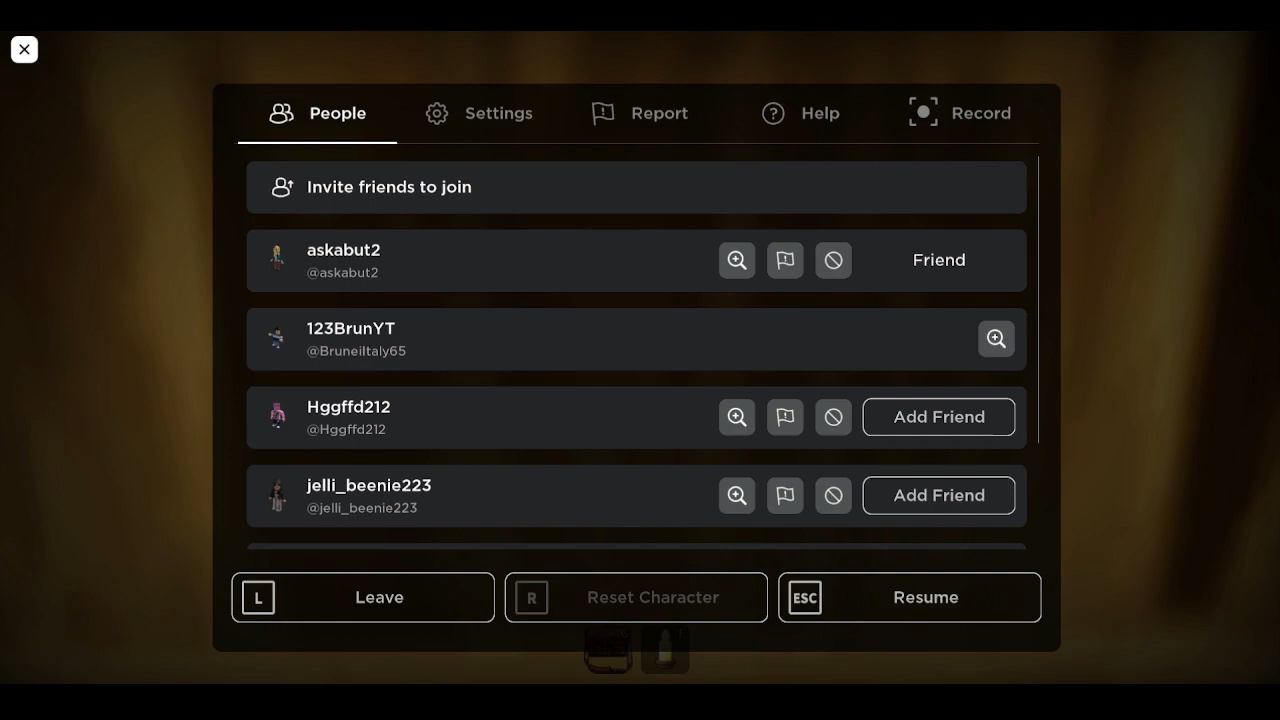 People
Settings
Report
Help
Record
Invite friends to join
askabut2
@askabut2
Friend
123BrunYT
@BruneiItaly65
Hggffd212
@Hggffd212
Add Friend
jelli_beenie223
@jelli_beenie223
Add Friend
L Leave
R Reset Character
ESC Resume